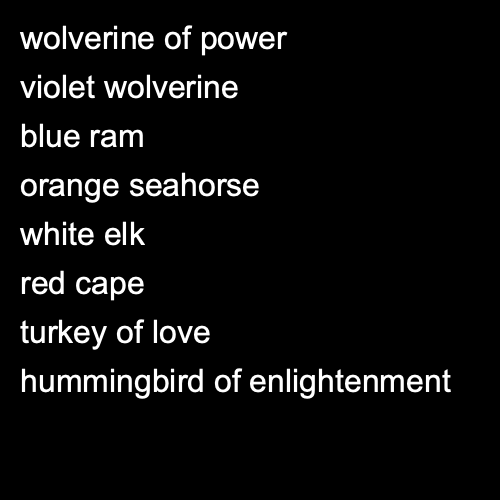 wolverine of power
violet wolverine
blue ram
orange seahorse
white elk
red cape
turkey of love
hummingbird of enlightenment